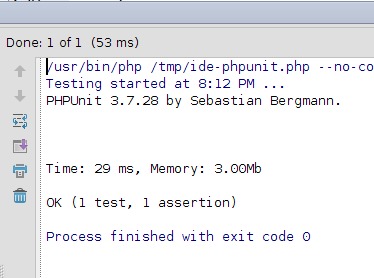 Done: 1 of 1 (53 ms)
/usr/bin/php /tmp/ide-phpunit.php --no-co
Testing started at 8:12 PM ...
PHPUnit 3.7.28 by Sebastian Bergmann.
Time: 29 ms, Memory: 3.00Mb
OK (1 test, 1 assertion)
Process finished with exit code 0